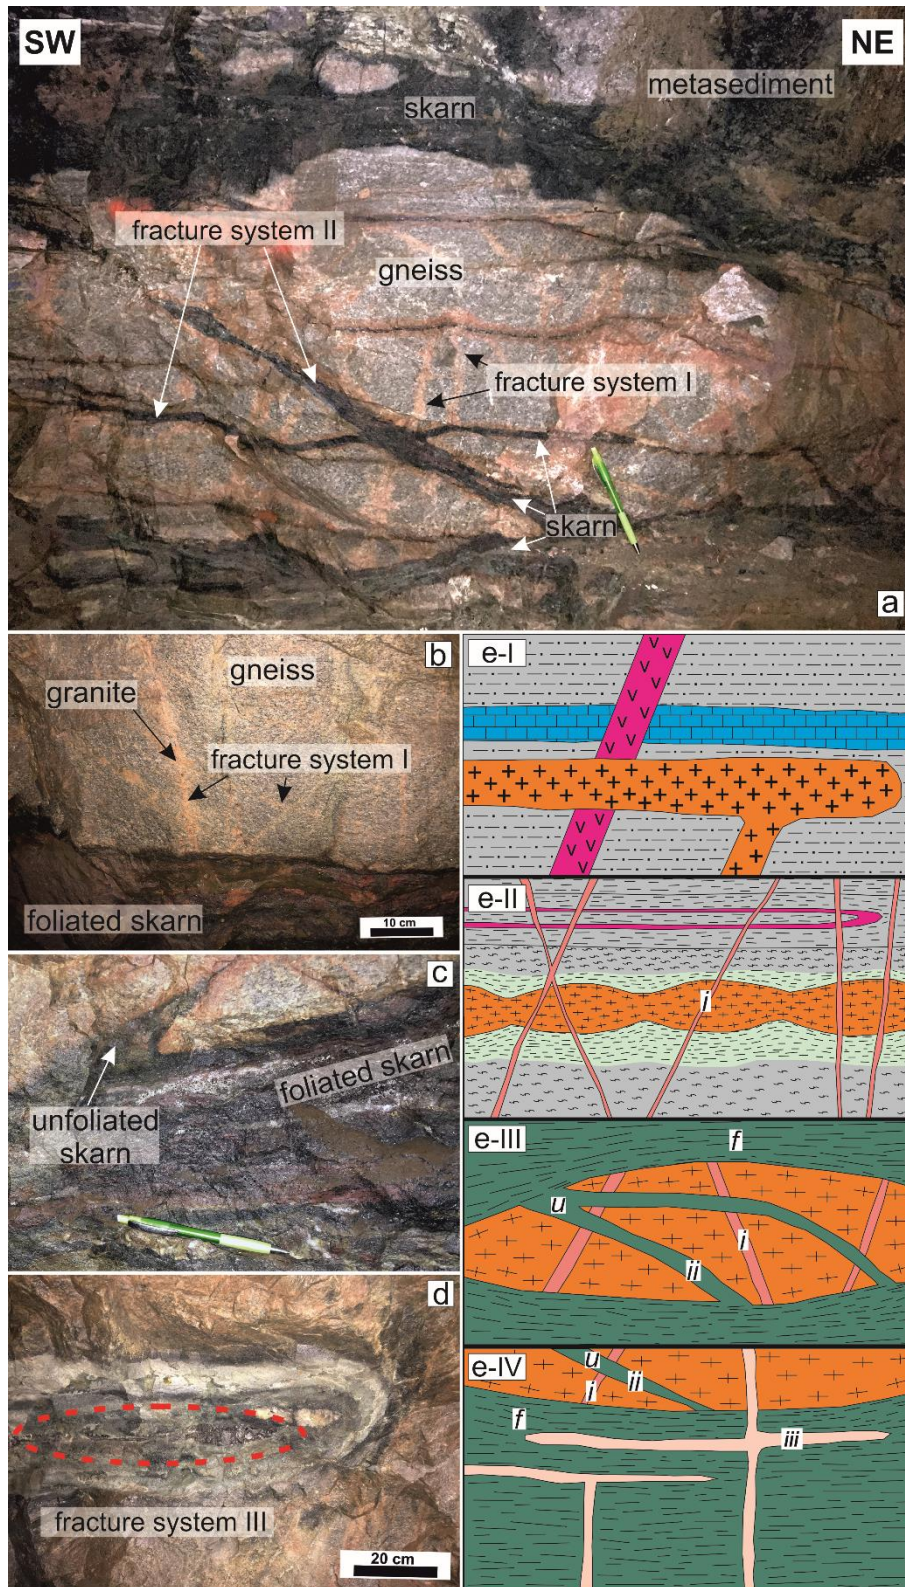 SW
NE
metasediment
skarn
fracture system II
gneiss
fracture system I
skarn
a
b
gneiss
granite
fracture system I
foliated skarn
10 cm
c
foliated skarn
unfoliated
skarn
d
fracture system III
20 cm
e-I
e-II
i
e-III
f
u
i
ii
e-IV
u
i
ii
f
iii